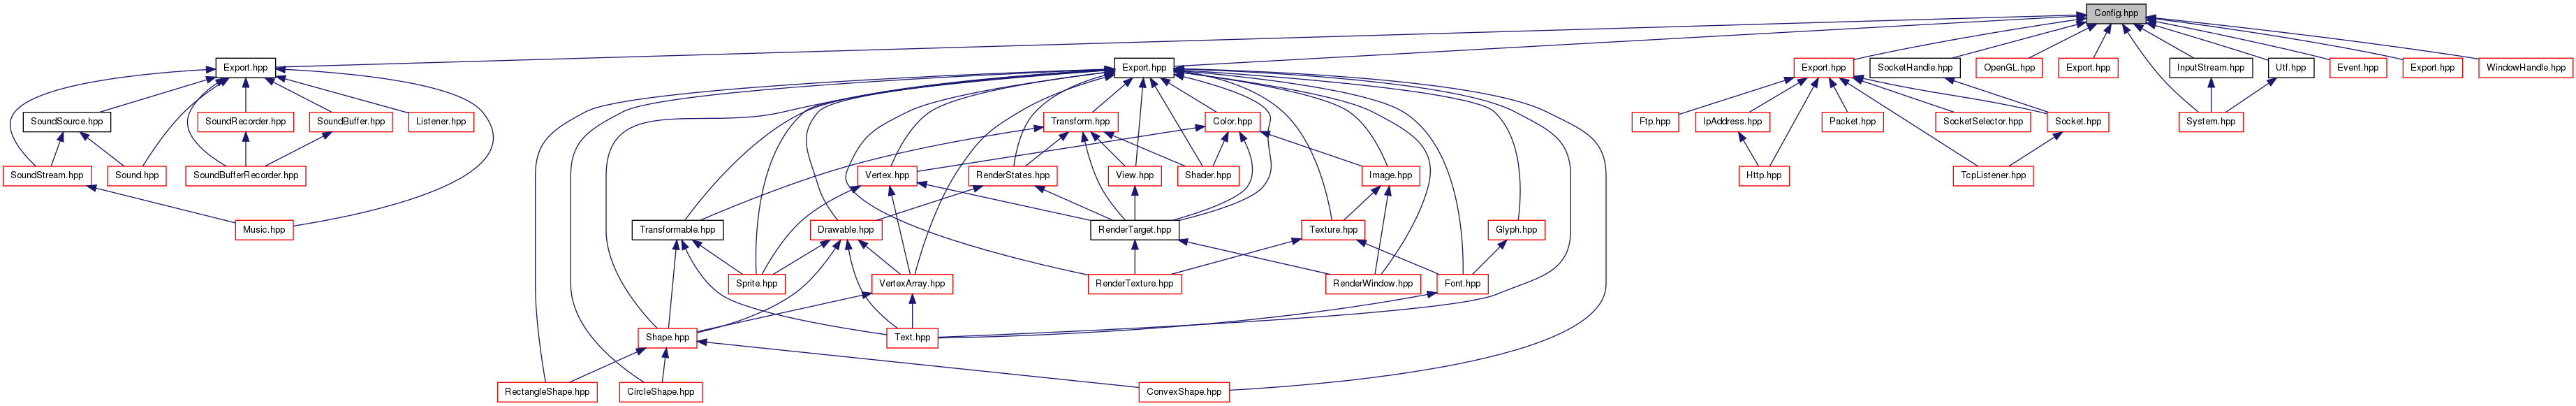 Config.hpp
Export.hpp
Export.hpp
Export.hpp
SocketHandle.hpp
OpenGL.hpp
Export.hpp
InputStream.hpp
Utf.hpp
Event.hpp
Export.hpp
WindowHandle.hpp
SoundSource.hpp
SoundRecorder.hpp
SoundBuffer.hpp
Listener.hpp
Transform.hpp
Color.hpp
Ftp.hpp
IpAddress.hpp
Packet.hpp
SocketSelector.hpp
Socket.hpp
System.hpp
SoundStream.hpp
Sound.hpp
SoundBufferRecorder.hpp
Vertex.hpp
RenderStates.hpp
View.hpp
Shader.hpp
Image.hpp
Http.hpp
TcpListener.hpp
Music.hpp
Transformable.hpp
Drawable.hpp
RenderTarget.hpp
Texture.hpp
Glyph.hpp
Sprite.hpp
VertexArray.hpp
RenderTexture.hpp
RenderWindow.hpp
Font.hpp
Shape.hpp
Text.hpp
RectangleShape.hpp
CircleShape.hpp
ConvexShape.hpp